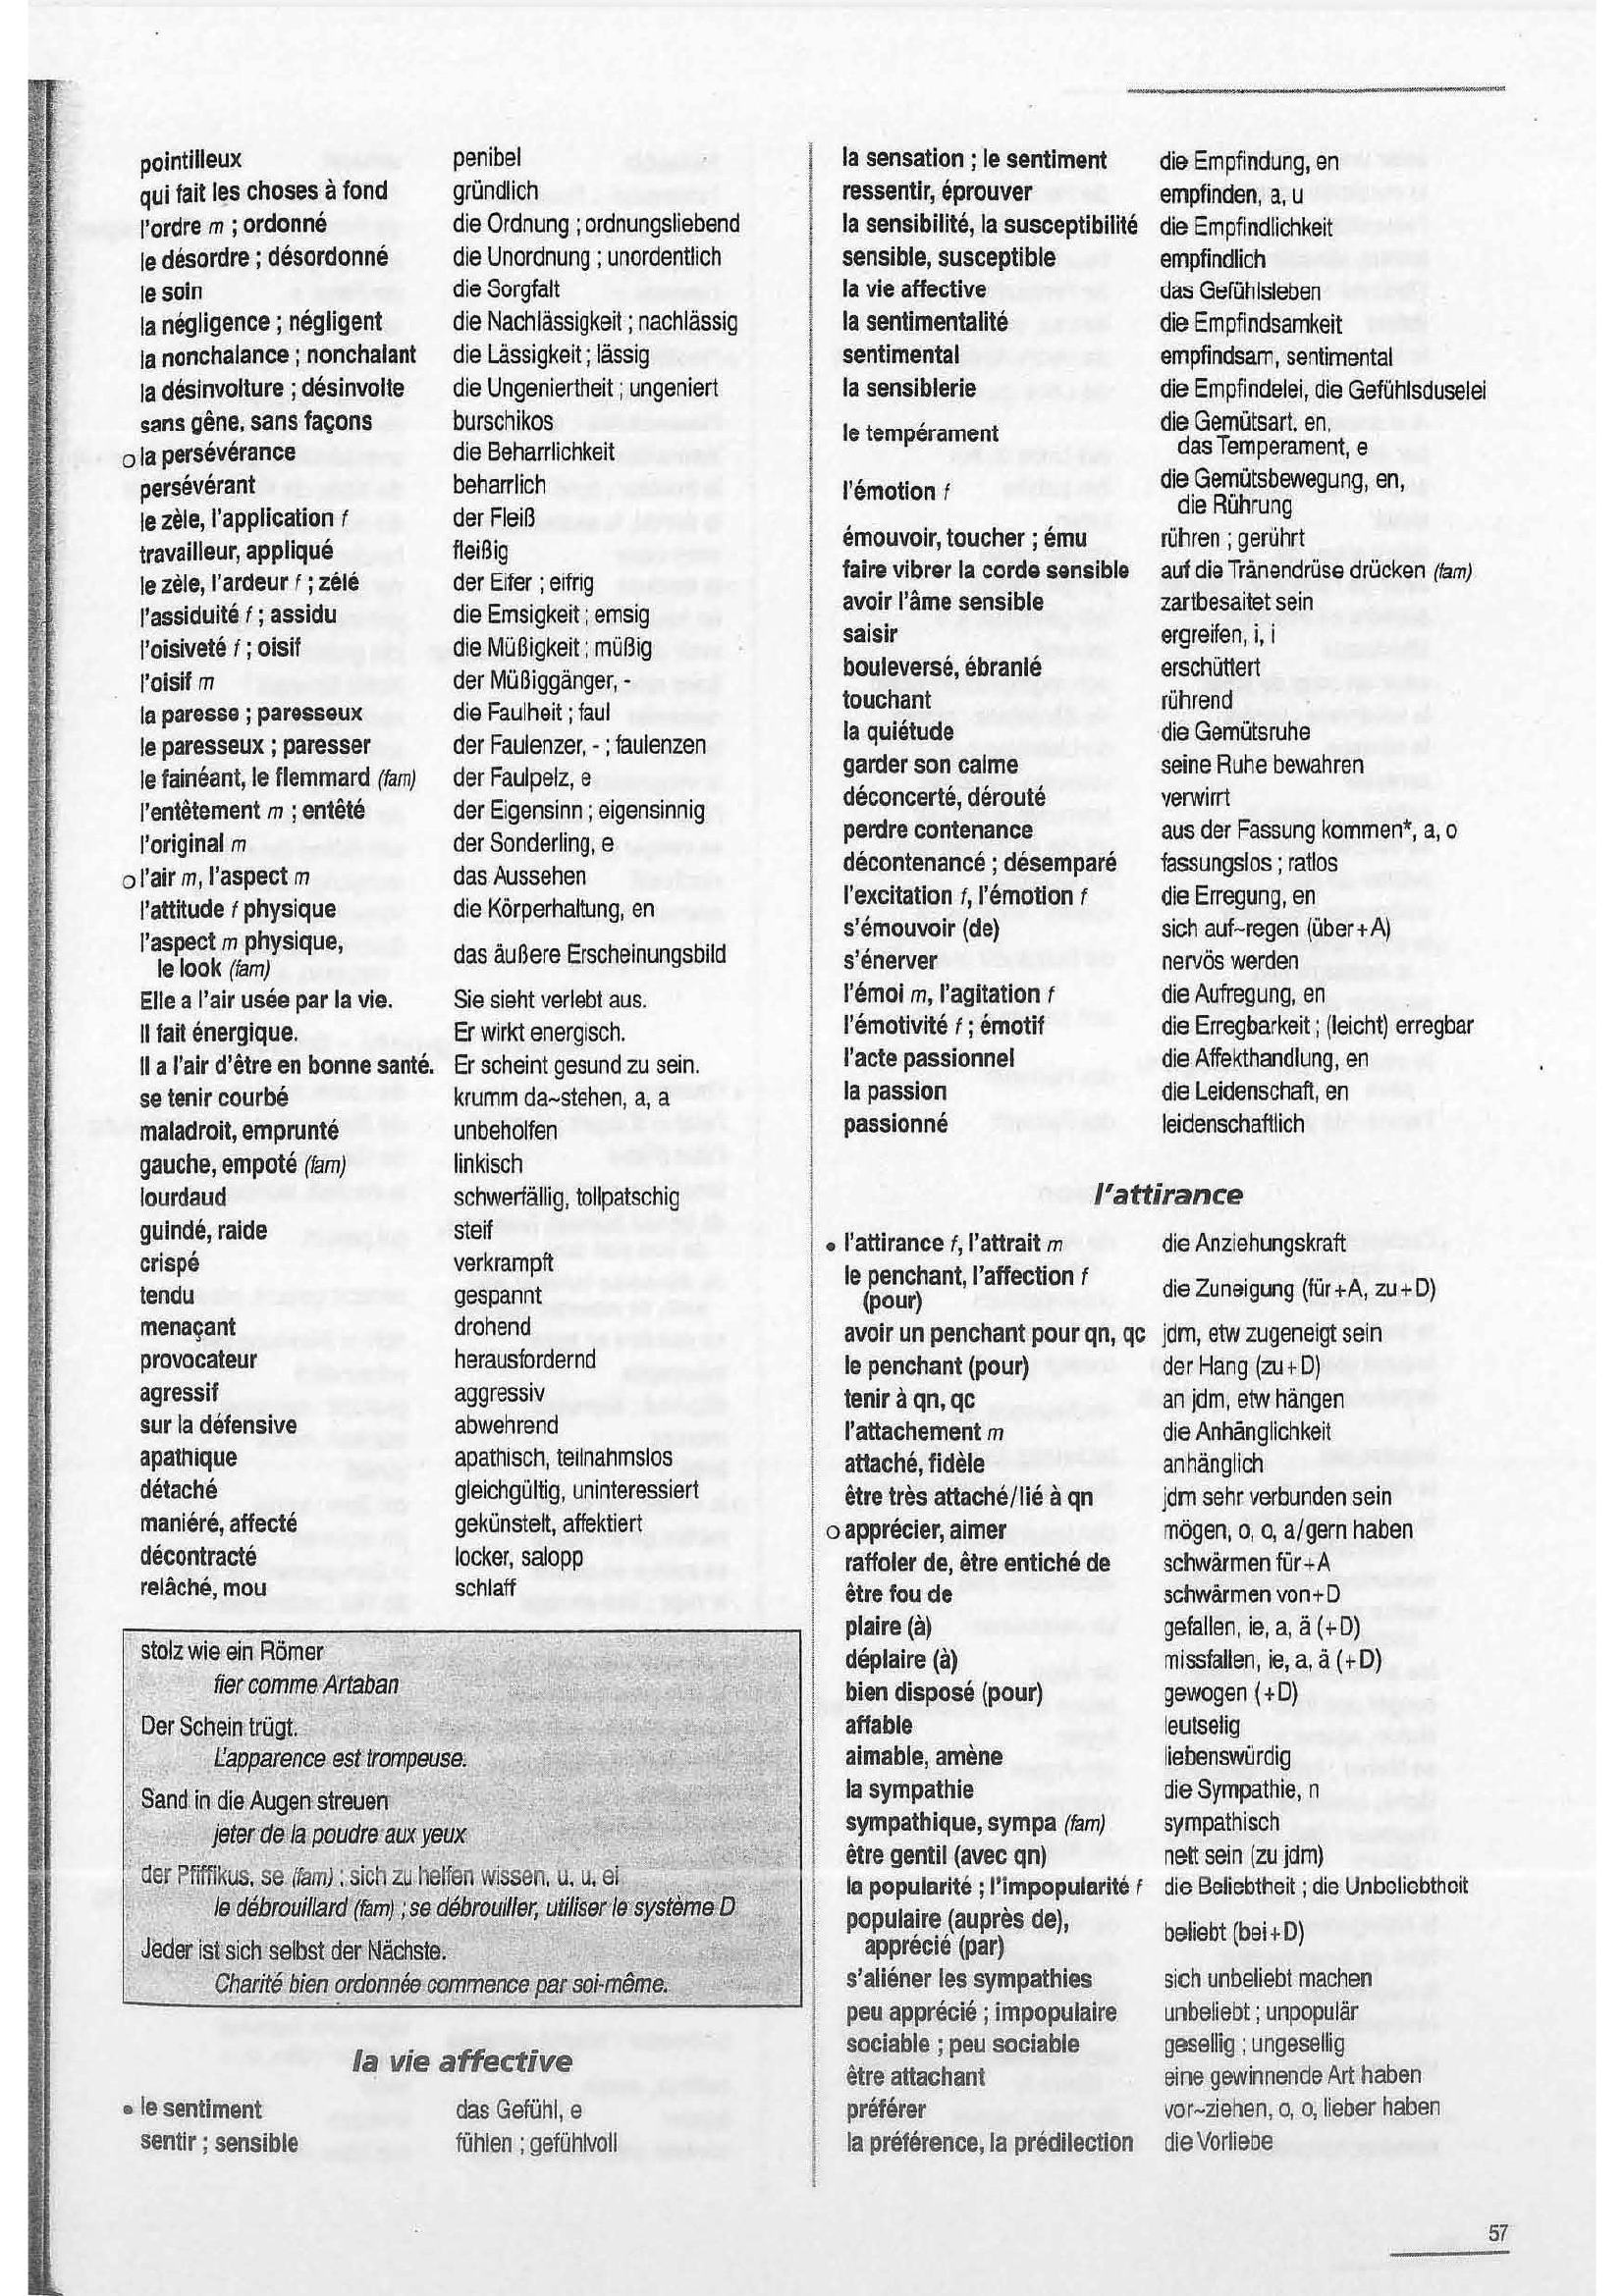 pointilleux penibel
qui fait les choses à fond gründlich
l'ordre m ; ordonné die Ordnung ; ordnungsliebend
le désordre ; désordonné die Unordnung ; unordentlich
le soin die Sorgfalt
la négligence ; négligent die Nachlässigkeit ; nachlässig
la nonchalance ; nonchalant die Lässigkeit ; lässig
la désinvolture ; désinvolte die Ungeniertheit ; ungeniert
sans gêne, sans façons burschikos
o la persévérance die Beharrlichkeit
persévérant beharrlich
le zèle, l'application f der Fleiß
travailleur, appliqué fleißig
le zèle, l'ardeur f ; zélé der Eifer ; eifrig
l'assiduité f ; assidu die Emsigkeit ; emsig
l'oisiveté f ; oisif die Müßigkeit ; müßig
l'oisif m der Müßiggänger, -
la paresse ; paresseux die Faulheit ; faul
le paresseux ; paresser der Faulenzer, - ; faulenzen
le fainéant, le flemmard (fam) der Faulpelz, e
l'entêtement m ; entêté der Eigensinn ; eigensinnig
l'original m der Sonderling, e
o l'air m, l'aspect m das Aussehen
l'attitude f physique die Körperhaltung, en
l'aspect m physique,
le look (fam) das äußere Erscheinungsbild
Elle a l'air usée par la vie. Sie sieht verlebt aus.
Il fait énergique. Er wirkt energisch.
Il a l'air d'être en bonne santé. Er scheint gesund zu sein.
se tenir courbé krumm da~stehen, a, a
maladroit, emprunté unbeholfen
gauche, empoté (fam) linkisch
lourdaud schwerfällig, tollpatschig
guindé, raide steif
crispé verkrampft
tendu gespannt
menaçant drohend
provocateur herausfordernd
agressif aggressiv
sur la défensive abwehrend
apathique apathisch, teilnahmslos
détaché gleichgültig, uninteressiert
maniéré, affecté gekünstelt, affektiert
décontracté locker, salopp
relâché, mou schlaff
stolz wie ein Römer
fier comme Artaban
Der Schein trügt.
L'apparence est trompeuse.
Sand in die Augen streuen
jeter de la poudre aux yeux
der Pfiffikus, se (fam) ; sich zu helfen wissen, u, u, ei
le débrouillard (fam) ; se débrouiller, utiliser le système D
Jeder ist sich selbst der Nächste.
Charité bien ordonnée commence par soi-même.
la vie affective
• le sentiment das Gefühl, e
sentir ; sensible fühlen ; gefühlvoll
la sensation ; le sentiment die Empfindung, en
ressentir, éprouver empfinden, a, u
la sensibilité, la susceptibilité die Empfindlichkeit
sensible, susceptible empfindlich
la vie affective das Gefühlsleben
la sentimentalité die Empfindsamkeit
sentimental empfindsam, sentimental
la sensiblerie die Empfindelei, die Gefühlsduselei
le tempérament die Gemütsart, en,
das Temperament, e
l'émotion f die Gemütsbewegung, en,
die Rührung
émouvoir, toucher ; ému rühren ; gerührt
faire vibrer la corde sensible auf die Tränendrüse drücken (fam)
avoir l'âme sensible zartbesaitet sein
saisir ergreifen, i, i
bouleversé, ébranlé erschüttert
touchant rührend
la quiétude die Gemütsruhe
garder son calme seine Ruhe bewahren
déconcerté, dérouté verwirrt
perdre contenance aus der Fassung kommen*, a, o
décontenancé ; désemparé fassungslos ; ratlos
l'excitation f, l'émotion f die Erregung, en
s'émouvoir (de) sich auf~regen (über+A)
s'énerver nervös werden
l'émoi m, l'agitation f die Aufregung, en
l'émotivité f ; émotif die Erregbarkeit ; (leicht) erregbar
l'acte passionnel die Affekthandlung, en
la passion die Leidenschaft, en
passionné leidenschaftlich
l'attirance
• l'attirance f, l'attrait m die Anziehungskraft
le penchant, l'affection f
(pour) die Zuneigung (für+A, zu+D)
avoir un penchant pour qn, qc jdm, etw zugeneigt sein
le penchant (pour) der Hang (zu+D)
tenir à qn, qc an jdm, etw hängen
l'attachement m die Anhänglichkeit
attaché, fidèle anhänglich
être très attaché/lié à qn jdm sehr verbunden sein
o apprécier, aimer mögen, o, o, a/gern haben
raffoler de, être entiché de schwärmen für+A
être fou de schwärmen von+D
plaire (à) gefallen, ie, a, ä (+D)
déplaire (à) missfallen, ie, a, ä (+D)
bien disposé (pour) gewogen (+D)
affable leutselig
aimable, amène liebenswürdig
la sympathie die Sympathie, n
sympathique, sympa (fam) sympathisch
être gentil (avec qn) nett sein (zu jdm)
la popularité ; l'impopularité f die Beliebtheit ; die Unbeliebtheit
populaire (auprès de),
apprécié (par) beliebt (bei+D)
s'aliéner les sympathies sich unbeliebt machen
peu apprécié ; impopulaire unbeliebt ; unpopulär
sociable ; peu sociable gesellig ; ungesellig
être attachant eine gewinnende Art haben
préférer vor~ziehen, o, o, lieber haben
la préférence, la prédilection die Vorliebe
57